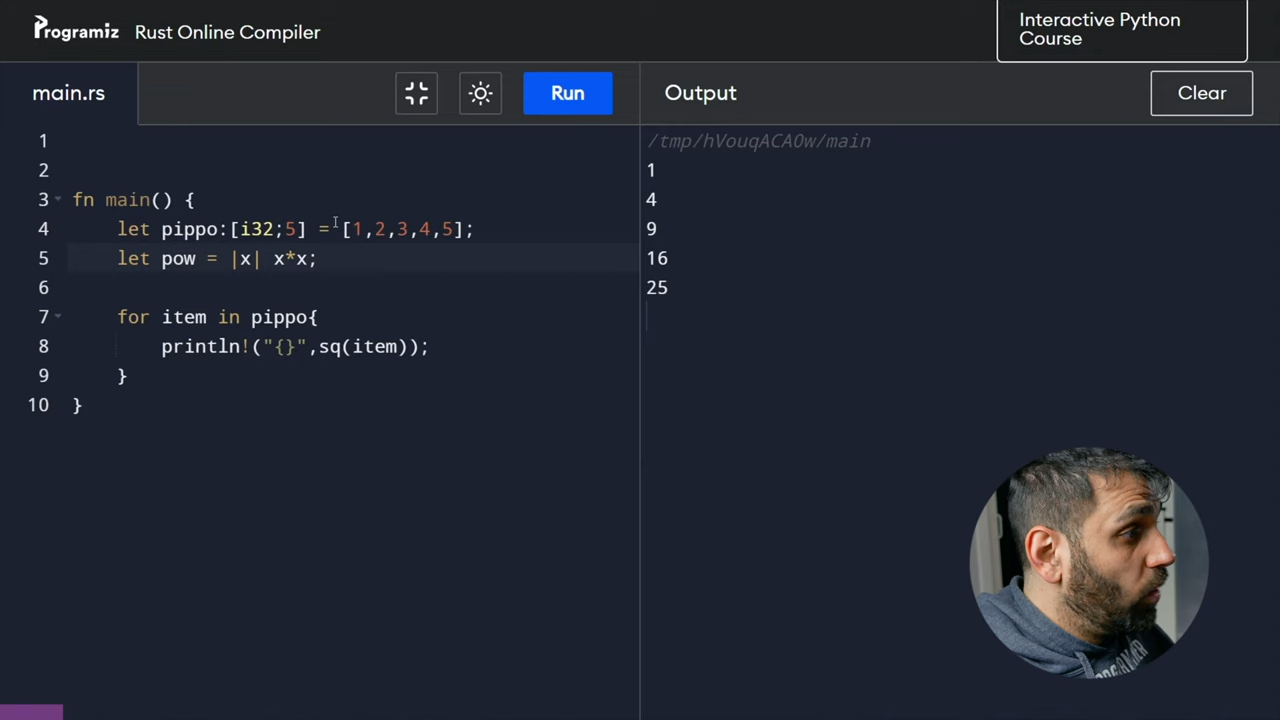 Programiz Rust Online Compiler
Interactive Python
Course
main.rs
Run
Output
Clear
/tmp/hVouqACA0w/main
1
4
9
16
25
1
2
3 fn main() {
4 let pippo:[i32;5] =[1,2,3,4,5];
5 let pow = |x| x*x;
6
7 for item in pippo{
8 println!("{}",sq(item));
9 }
10 }